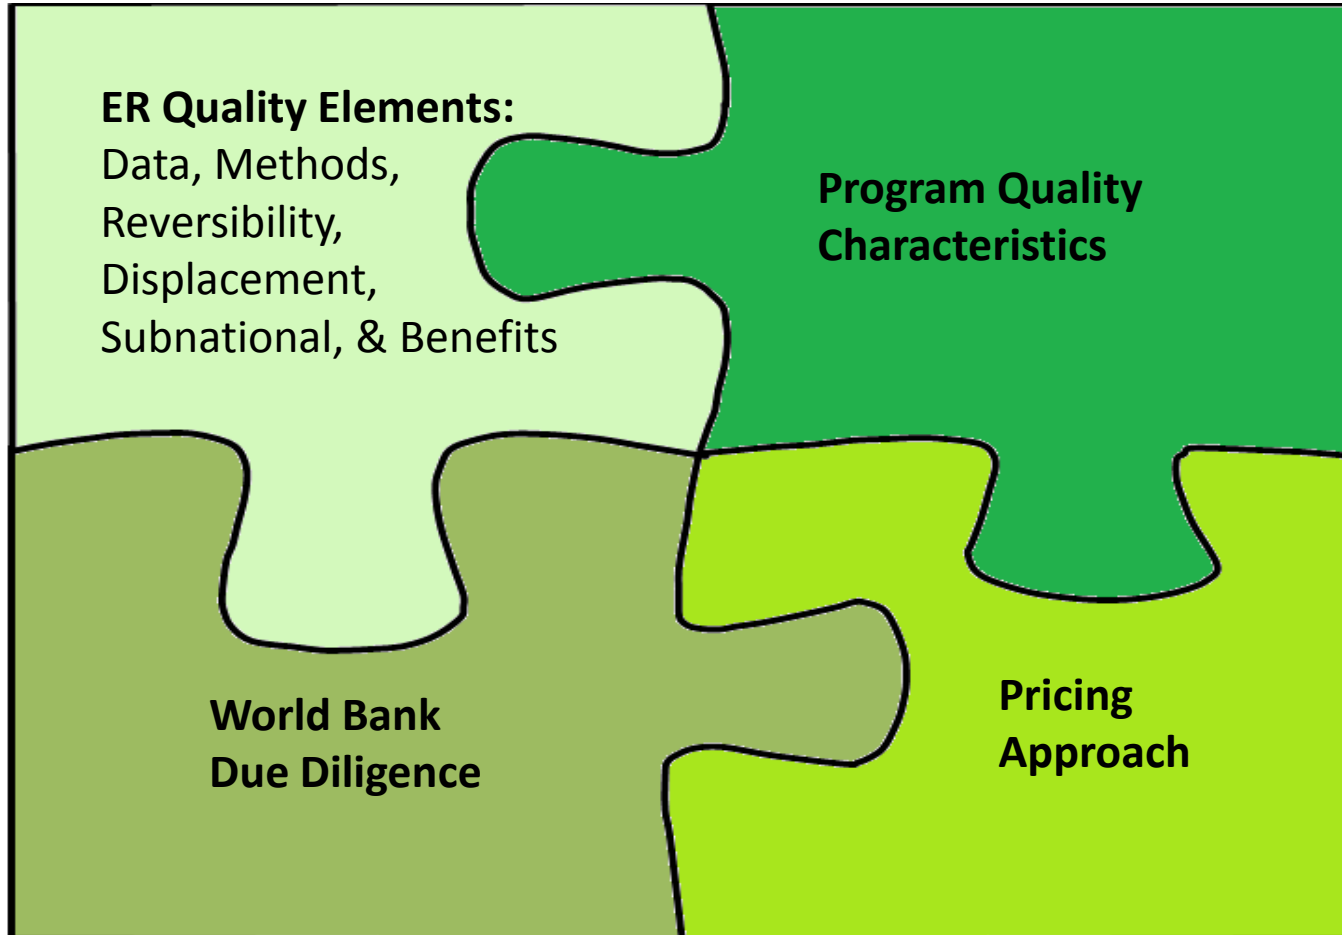 ER Quality Elements:
Data, Methods,
Reversibility,
Displacement,
Subnational, & Benefits
Program Quality
Characteristics
World Bank
Due Diligence
Pricing
Approach